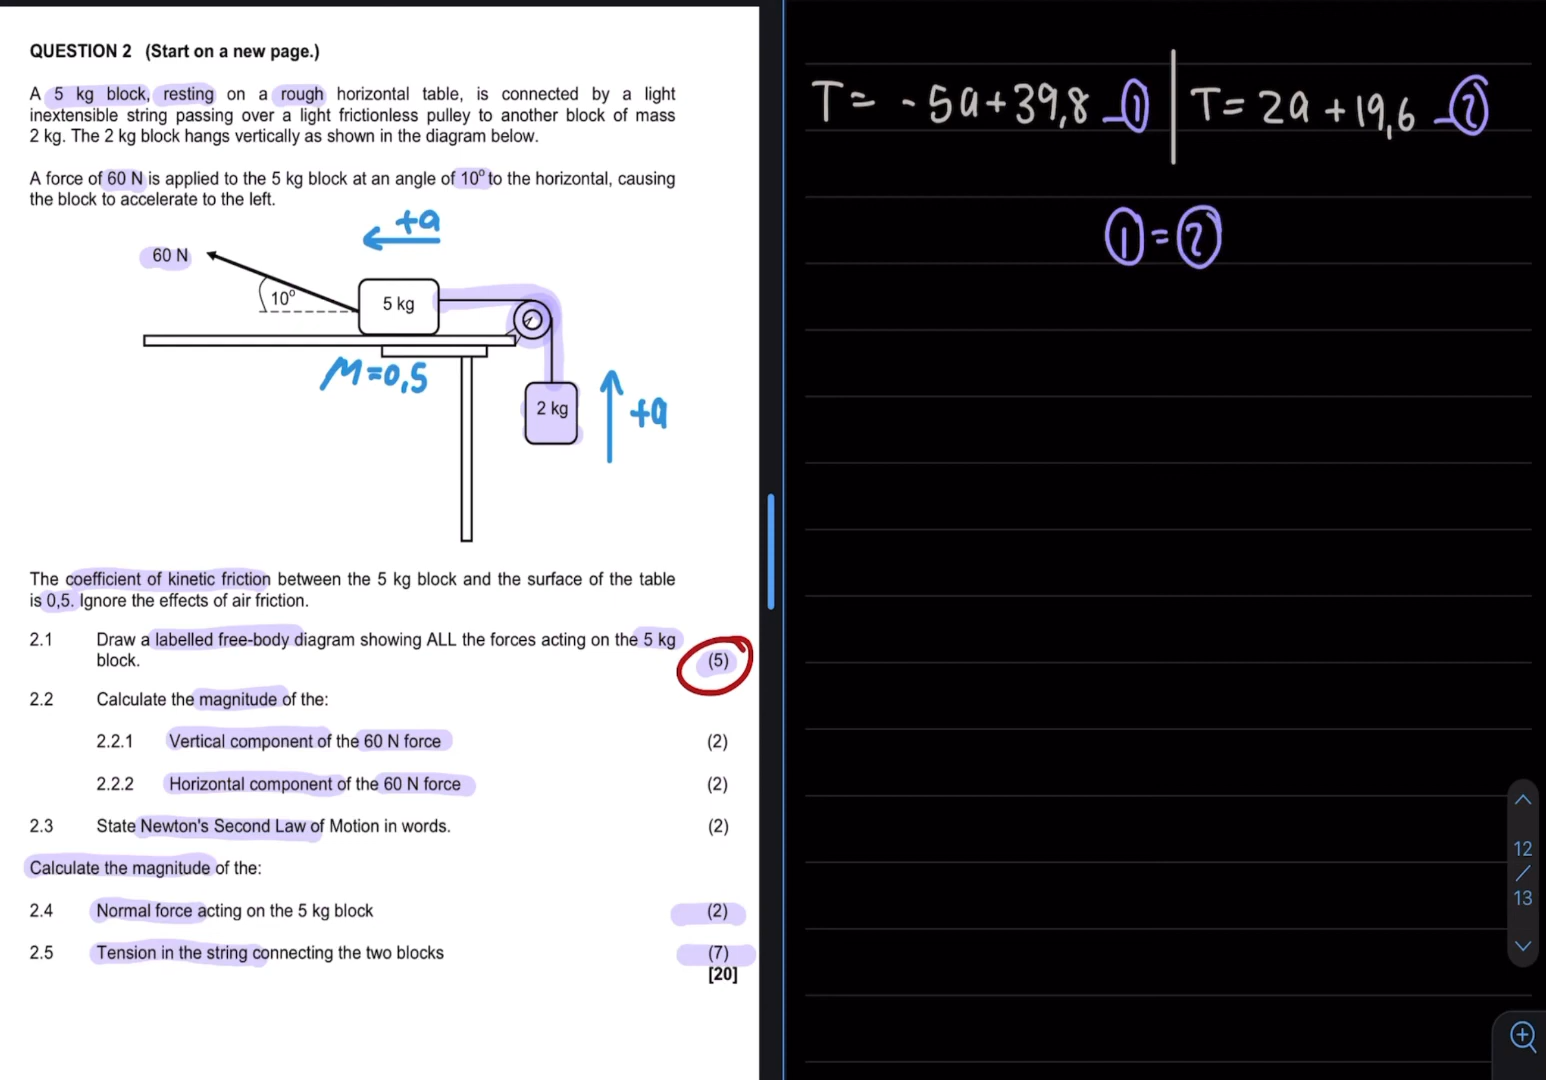 QUESTION 2 (Start on a new page.)
A 5 kg block, resting on a rough horizontal table, is connected by a light
inextensible string passing over a light frictionless pulley to another block of mass
2 kg. The 2 kg block hangs vertically as shown in the diagram below.
A force of 60 N is applied to the 5 kg block at an angle of 10° to the horizontal, causing
the block to accelerate to the left.
+a
60 N
10°
5 kg
μ=0,5
2 kg
+a
The coefficient of kinetic friction between the 5 kg block and the surface of the table
is 0,5. Ignore the effects of air friction.
2.1 Draw a labelled free-body diagram showing ALL the forces acting on the 5 kg
block. (5)
2.2 Calculate the magnitude of the:
2.2.1 Vertical component of the 60 N force (2)
2.2.2 Horizontal component of the 60 N force (2)
2.3 State Newton's Second Law of Motion in words. (2)
Calculate the magnitude of the:
2.4 Normal force acting on the 5 kg block (2)
2.5 Tension in the string connecting the two blocks (7)
[20]
T = -5a+39,8 – ① | T= 2a +19,6 – ②
① = ②
12
/
13